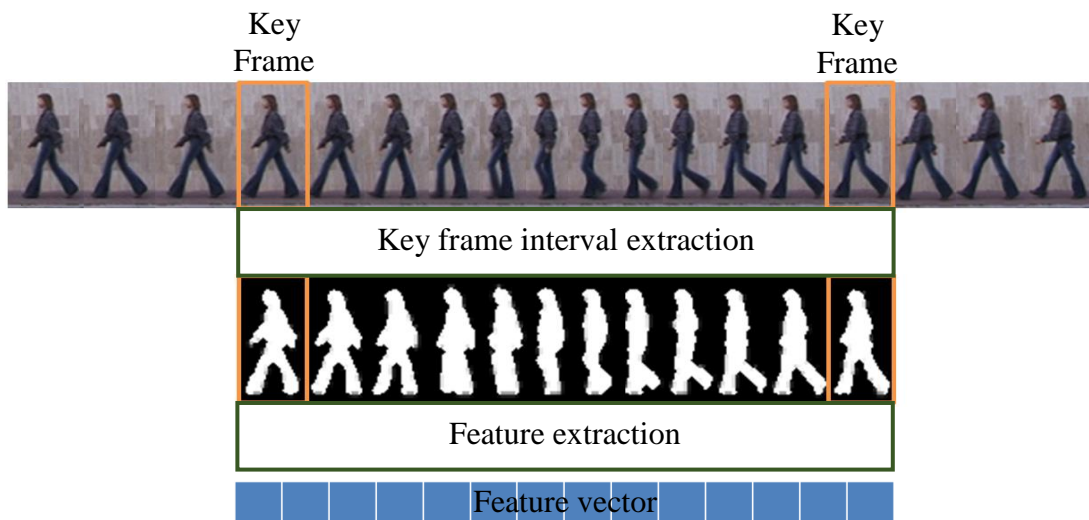 Key
Frame
Key
Frame
Key frame interval extraction
Feature extraction
Feature vector